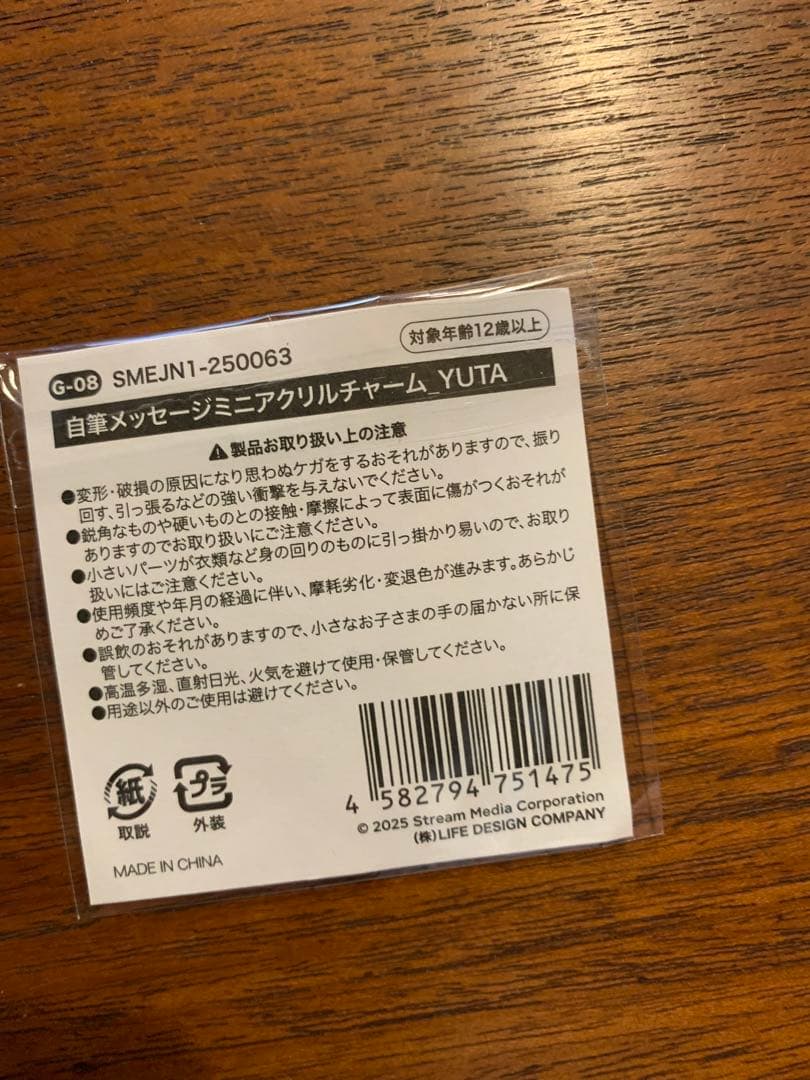 G-08 SMEJN1-250063
対象年齢12歳以上
自筆メッセージミニアクリルチャーム_YUTA
⚠製品お取り扱い上の注意
●変形・破損の原因になり思わぬケガをするおそれがありますので、振り
回す、引っ張るなどの強い衝撃を与えないでください。
●鋭角なものや硬いものとの接触・摩擦によって表面に傷がつくおそれが
ありますのでお取り扱いにご注意ください。
●小さいパーツが衣類など身の回りのものに引っ掛かり易いので、お取り
扱いにはご注意ください。
●使用頻度や年月の経過に伴い、摩耗劣化・変退色が進みます。あらかじ
めご了承ください。
●誤飲のおそれがありますので、小さなお子さまの手の届かない所に保
管してください。
●高温多湿、直射日光、火気を避けて使用・保管してください。
●用途以外のご使用は避けてください。
紙
取説
プラ
外装
4 582794 751475
© 2025 Stream Media Corporation
(株)LIFE DESIGN COMPANY
MADE IN CHINA